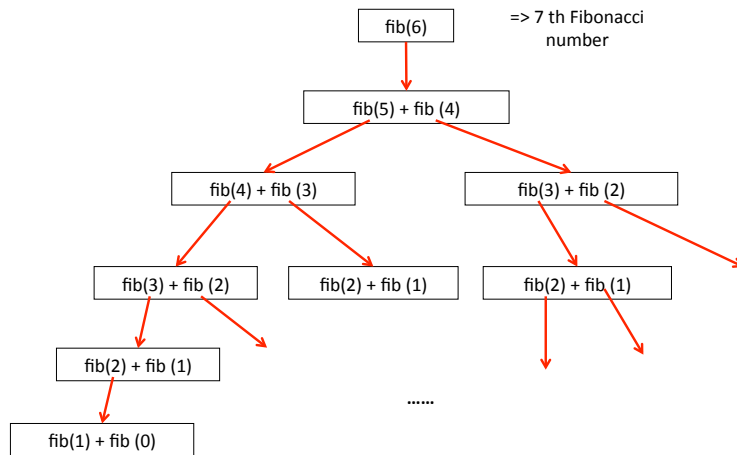 fib(6)
=> 7 th Fibonacci
number
fib(5) + fib (4)
fib(4) + fib (3)
fib(3) + fib (2)
fib(3) + fib (2)
fib(2) + fib (1)
fib(2) + fib (1)
fib(2) + fib (1)
......
fib(1) + fib (0)